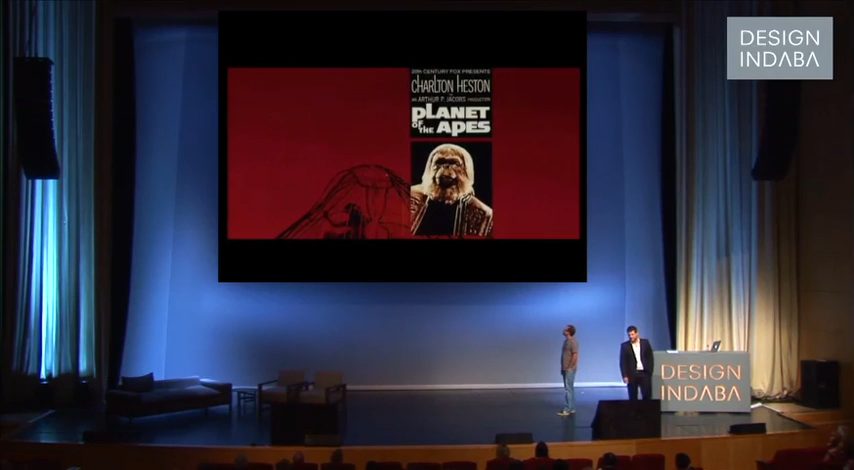 DESIGN
INDABA
20th CENTURY FOX PRESENTS
CHARLTON HESTON
AN ARTHUR P. JACOBS PRODUCTION
PLANET
OF THE APES
DESIGN
INDABA